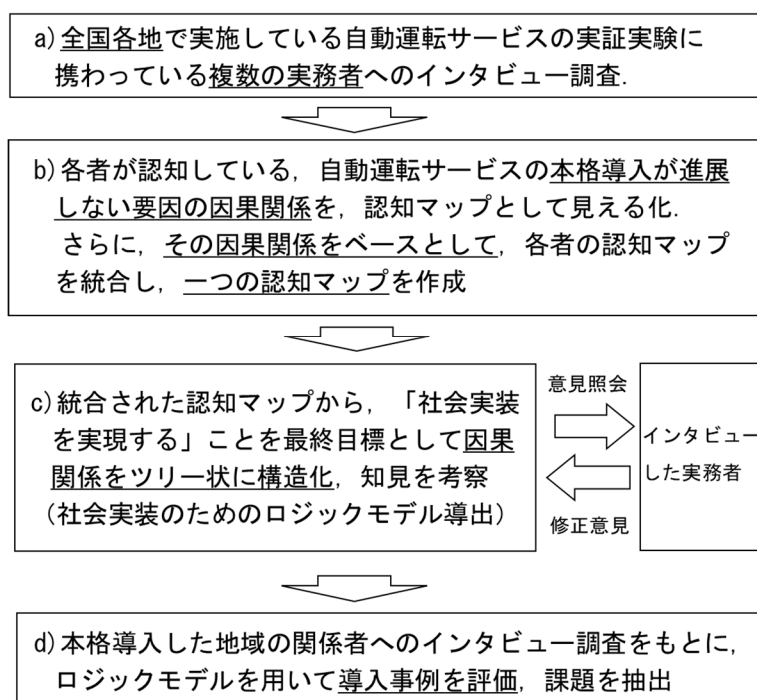 a)全国各地で実施している自動運転サービスの実証実験に
携わっている複数の実務者へのインタビュー調査.
b)各者が認知している，自動運転サービスの本格導入が進展
しない要因の因果関係を，認知マップとして見える化.
さらに，その因果関係をベースとして，各者の認知マップ
を統合し，一つの認知マップを作成
c)統合された認知マップから，「社会実装
を実現する」ことを最終目標として因果
関係をツリー状に構造化，知見を考察
（社会実装のためのロジックモデル導出）
意見照会
修正意見
インタビュー
した実務者
d)本格導入した地域の関係者へのインタビュー調査をもとに，
ロジックモデルを用いて導入事例を評価，課題を抽出